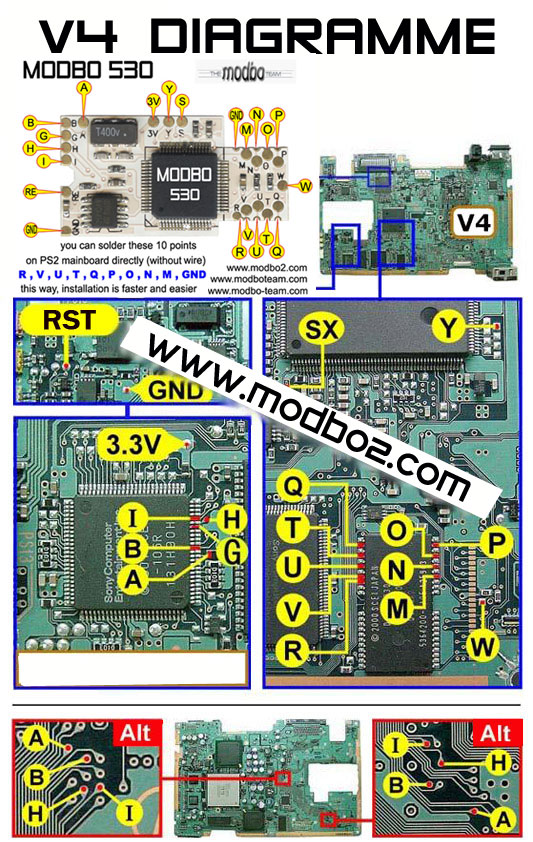 V4 DIAGRAMME
MODBO 530
THE modbo TEAM
A
3V
Y
S
B
G
H
I
GND
M
N
O
P
B
G
H
I
A
T400v
3V Y S
M
N
O
P
RE
RE
MODBO
530
W
W
V4
GND
GND
I
R
V
U
T
Q
R
V
U
T
Q
you can solder these 10 points
on PS2 mainboard directly (without wire)
R , V , U , T , Q , P , O , N , M , GND
this way, installation is faster and easier
www.modbo2.com
www.modboteam.com
www.modbo-team.com
RST
GND
SX
Y
www.modbo2.com
3.3V
I
H
B
G
A
Sony Computer
Q
T
U
V
R
O
P
N
M
W
Alt
A
B
H
I
Alt
I
H
B
A